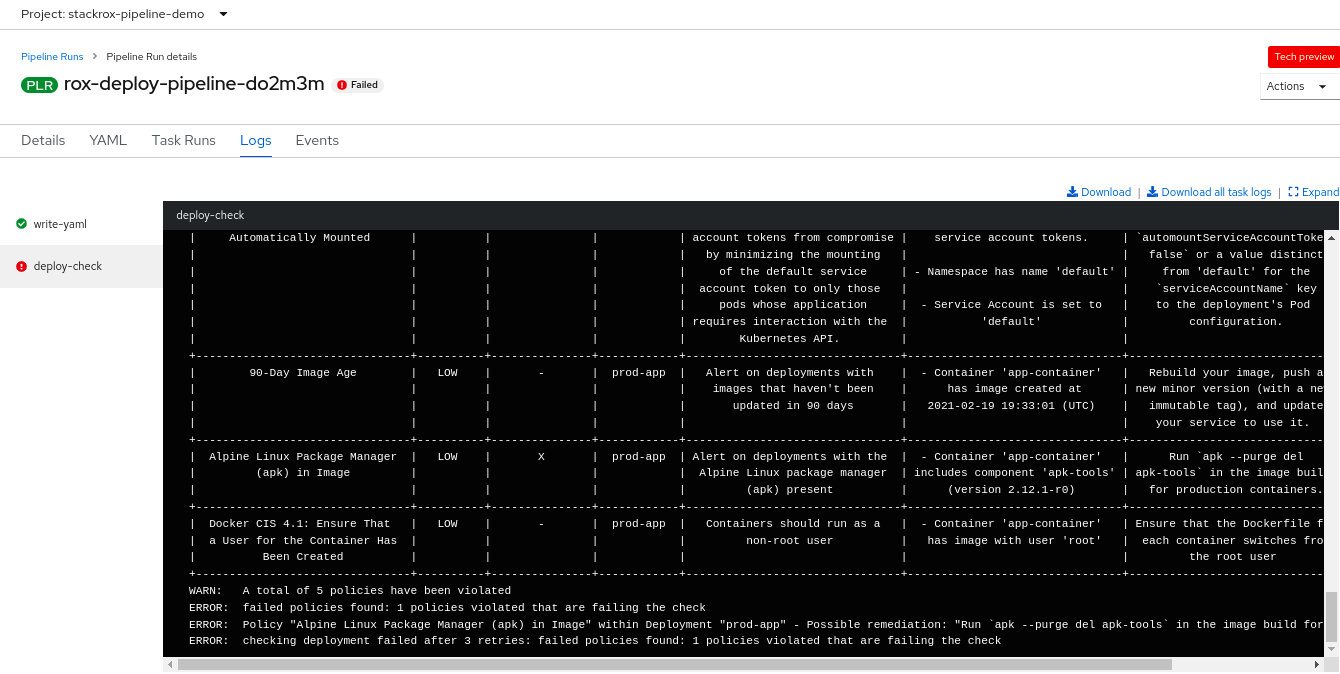 Project: stackrox-pipeline-demo
Pipeline Runs > Pipeline Run details
Tech preview
PLR rox-deploy-pipeline-do2m3m Failed
Actions
Details YAML Task Runs Logs Events
Download | Download all task logs | Expand
write-yaml
deploy-check
deploy-check
| Automatically Mounted | | | | account tokens from compromise | service account tokens. | `automountServiceAccountToke
| | | | | by minimizing the mounting | | false` or a value distinct
| | | | | of the default service | - Namespace has name 'default' | from 'default' for the
| | | | | account token to only those | | `serviceAccountName` key
| | | | | pods whose application | - Service Account is set to | to the deployment's Pod
| | | | | requires interaction with the | 'default' | configuration.
| | | | | Kubernetes API. | |
| 90-Day Image Age | LOW | - | prod-app | Alert on deployments with | - Container 'app-container' | Rebuild your image, push a
| | | | | images that haven't been | has image created at | new minor version (with a ne
| | | | | updated in 90 days | 2021-02-19 19:33:01 (UTC) | immutable tag), and update
| | | | | | | your service to use it.
| Alpine Linux Package Manager | LOW | X | prod-app | Alert on deployments with the | - Container 'app-container' | Run `apk --purge del
| (apk) in Image | | | | Alpine Linux package manager | includes component 'apk-tools' | apk-tools` in the image buil
| | | | | (apk) present | (version 2.12.1-r0) | for production containers.
| Docker CIS 4.1: Ensure That | LOW | - | prod-app | Containers should run as a | - Container 'app-container' | Ensure that the Dockerfile f
| a User for the Container Has | | | | non-root user | has image with user 'root' | each container switches fro
| Been Created | | | | | | the root user
WARN: A total of 5 policies have been violated
ERROR: failed policies found: 1 policies violated that are failing the check
ERROR: Policy "Alpine Linux Package Manager (apk) in Image" within Deployment "prod-app" - Possible remediation: "Run `apk --purge del apk-tools` in the image build for
ERROR: checking deployment failed after 3 retries: failed policies found: 1 policies violated that are failing the check